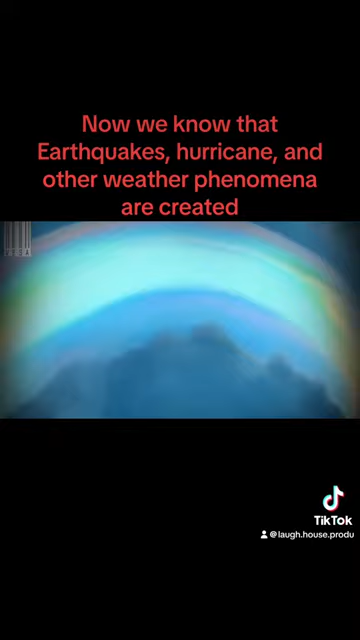 Now we know that
Earthquakes, hurricane, and
other weather phenomena
are created
TikTok
@laugh.house.produ